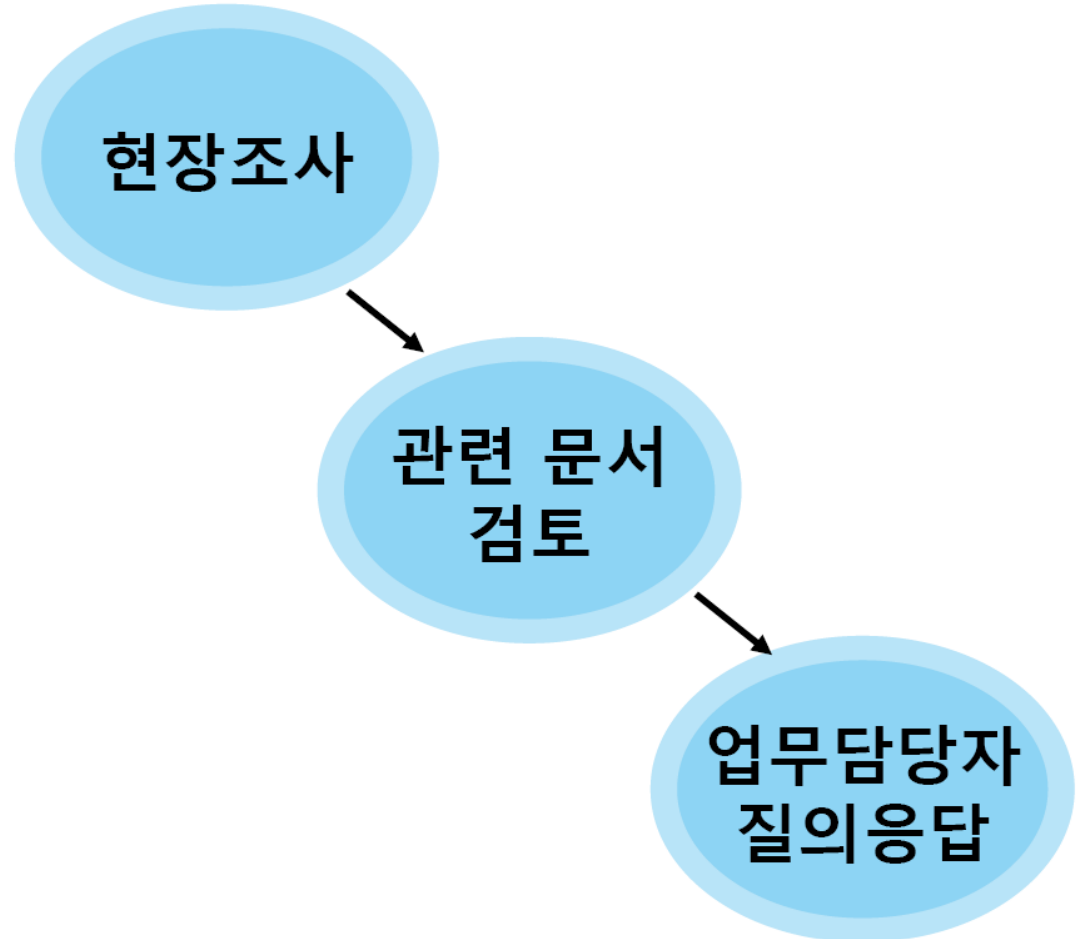 현장조사
관련 문서
검토
업무담당자
질의응답